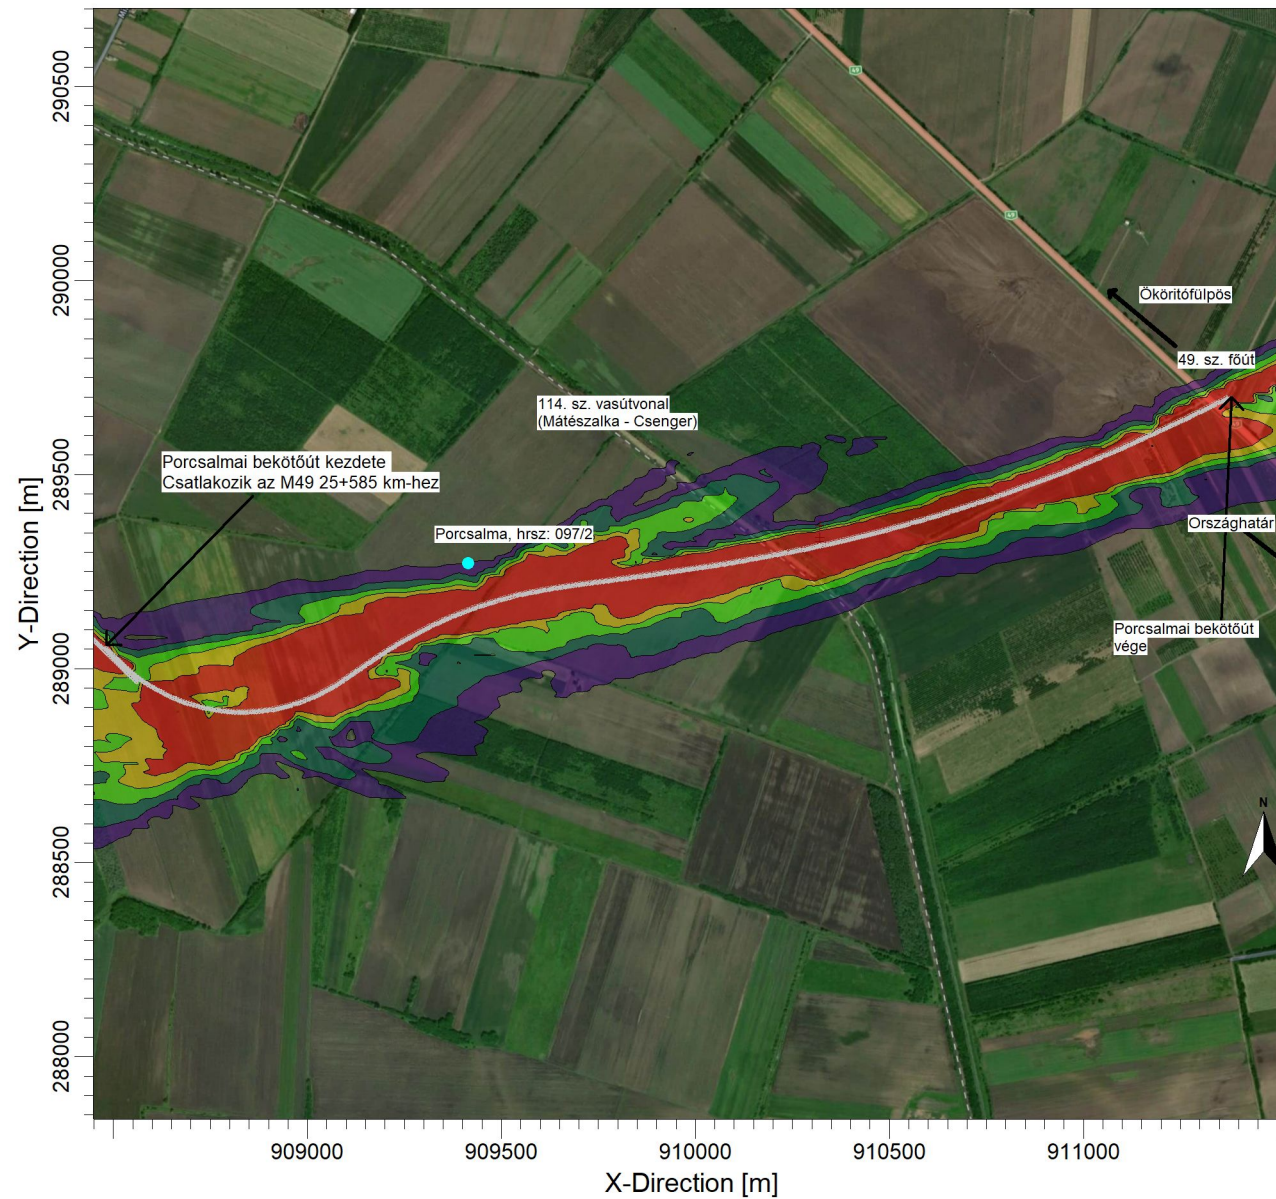 49
49
Ököritófülpös
49. sz. főút
114. sz. vasútvonal
(Mátészalka - Csenger)
Porcsalmai bekötőút kezdete
Csatlakozik az M49 25+585 km-hez
Országhatár
Porcsalma, hrsz: 097/2
Porcsalmai bekötőút
vége
N
Y-Direction [m]
290500
290000
289500
289000
288500
288000
909000
909500
910000
910500
911000
X-Direction [m]